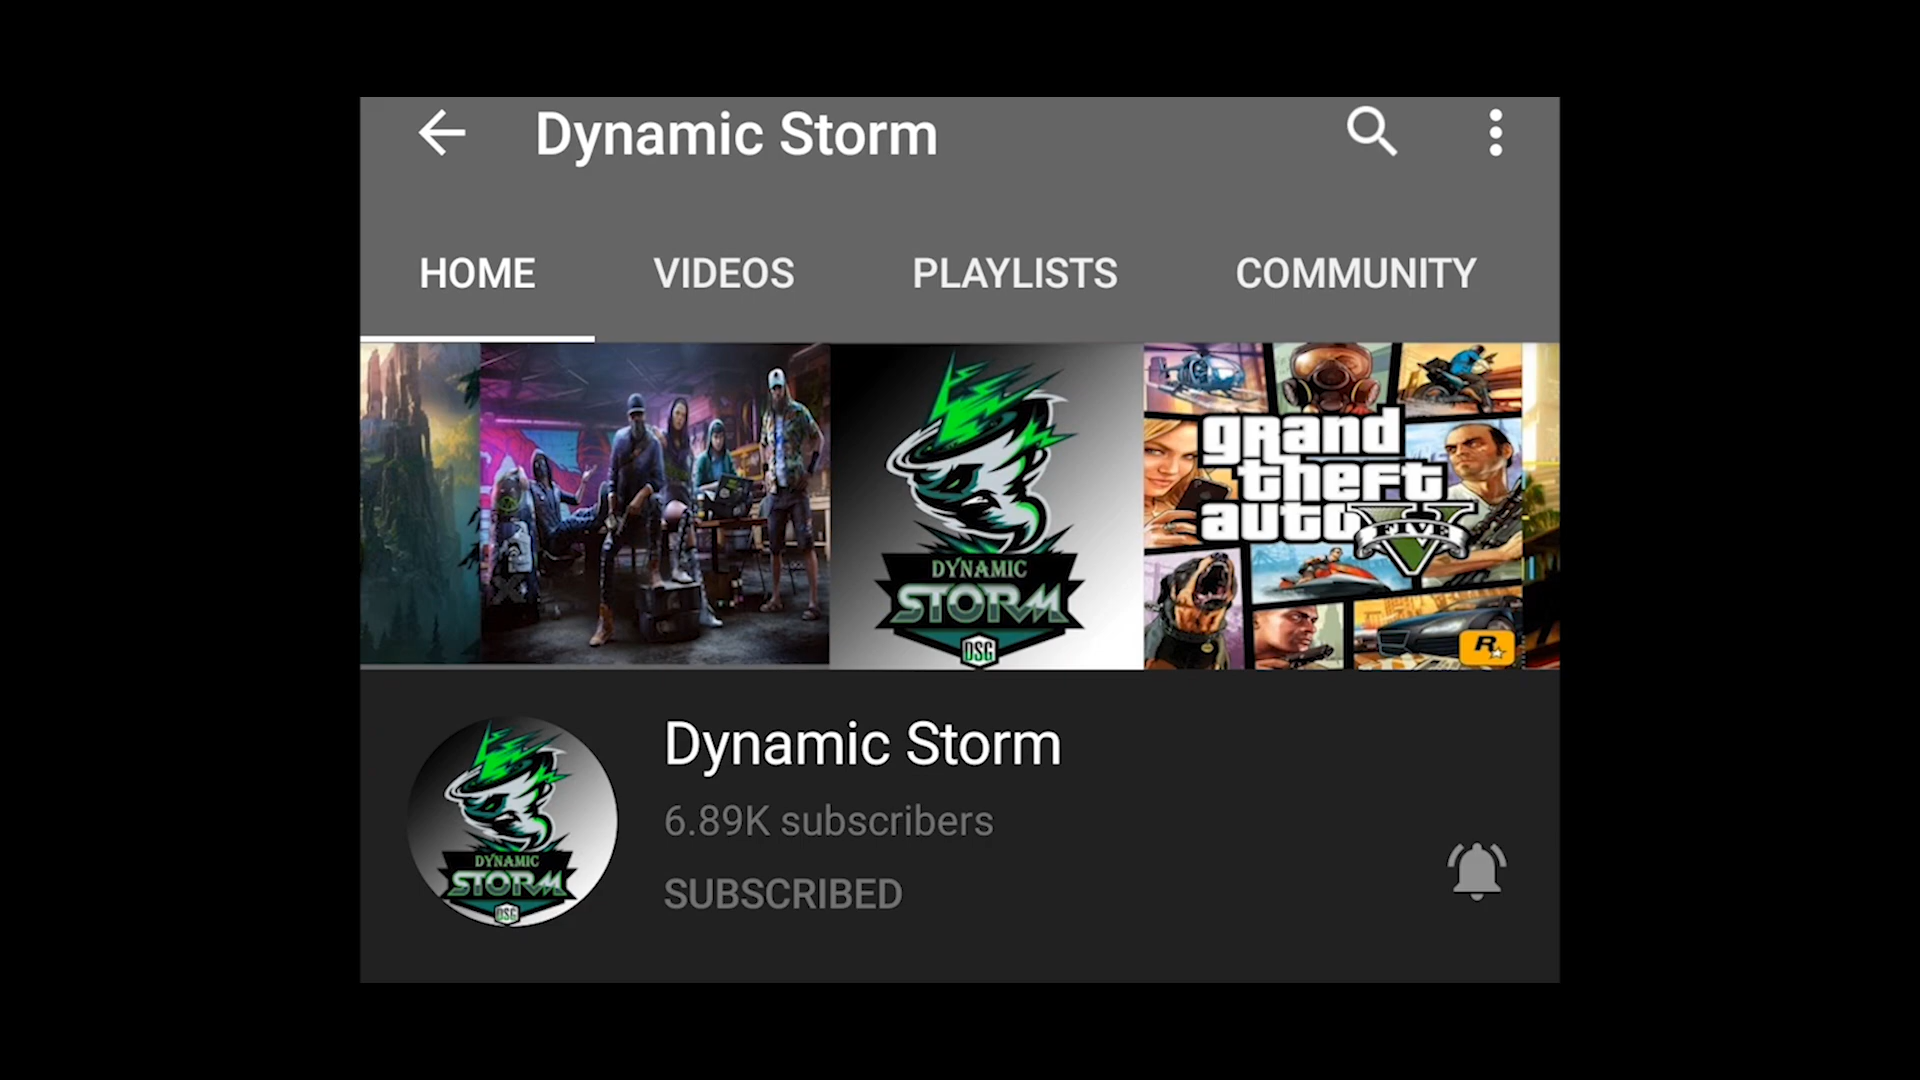 Dynamic Storm
HOME VIDEOS PLAYLISTS COMMUNITY
DYNAMIC
STORM
DSG
grand
theft
auto
FIVE
V
R
Dynamic Storm
6.89K subscribers
SUBSCRIBED
DYNAMIC
STORM
DSG